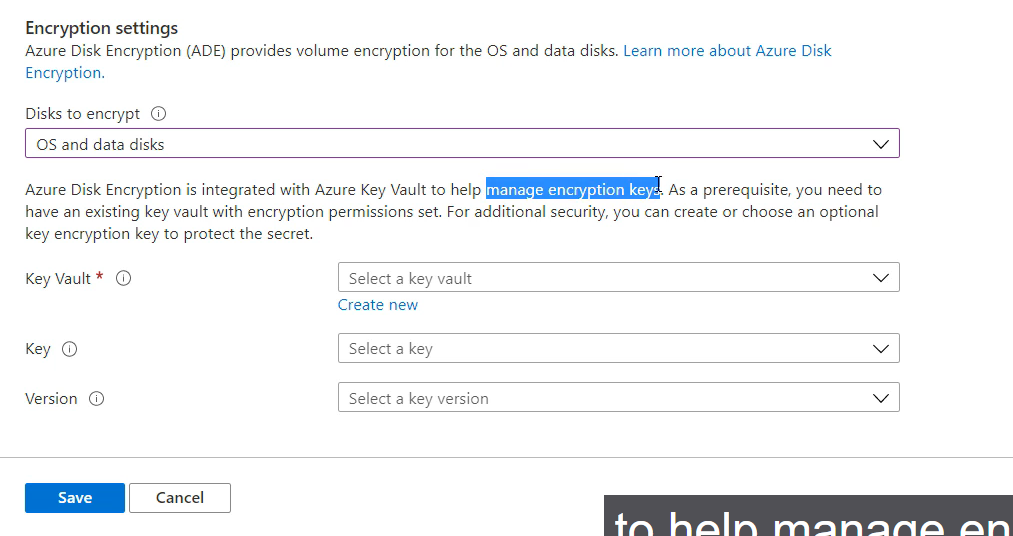 Encryption settings
Azure Disk Encryption (ADE) provides volume encryption for the OS and data disks. Learn more about Azure Disk
Encryption.
Disks to encrypt
OS and data disks
Azure Disk Encryption is integrated with Azure Key Vault to help manage encryption keys. As a prerequisite, you need to
have an existing key vault with encryption permissions set. For additional security, you can create or choose an optional
key encryption key to protect the secret.
Key Vault *
Select a key vault
Create new
Key
Select a key
Version
Select a key version
Save Cancel
to help manage en